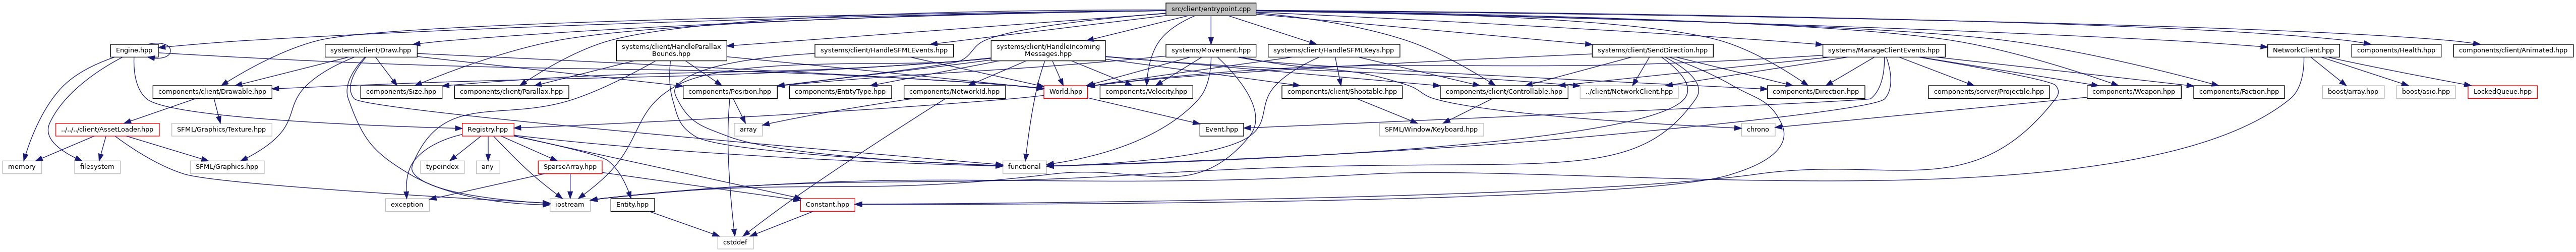 src/client/entrypoint.cpp
Engine.hpp
systems/client/Draw.hpp
systems/client/HandleParallax
Bounds.hpp
systems/client/HandleSFMLEvents.hpp
systems/client/HandleIncoming
Messages.hpp
systems/Movement.hpp
systems/client/HandleSFMLKeys.hpp
systems/client/SendDirection.hpp
systems/ManageClientEvents.hpp
NetworkClient.hpp
components/Health.hpp
components/client/Animated.hpp
components/client/Drawable.hpp
components/Size.hpp
components/client/Parallax.hpp
components/Position.hpp
components/EntityType.hpp
components/NetworkId.hpp
World.hpp
components/Velocity.hpp
components/client/Shootable.hpp
components/client/Controllable.hpp
../client/NetworkClient.hpp
components/Direction.hpp
components/server/Projectile.hpp
components/Weapon.hpp
components/Faction.hpp
boost/array.hpp
boost/asio.hpp
LockedQueue.hpp
../../../client/AssetLoader.hpp
SFML/Graphics/Texture.hpp
Registry.hpp
array
Event.hpp
SFML/Window/Keyboard.hpp
chrono
memory
filesystem
SFML/Graphics.hpp
typeindex
any
SparseArray.hpp
functional
exception
iostream
Entity.hpp
Constant.hpp
cstddef